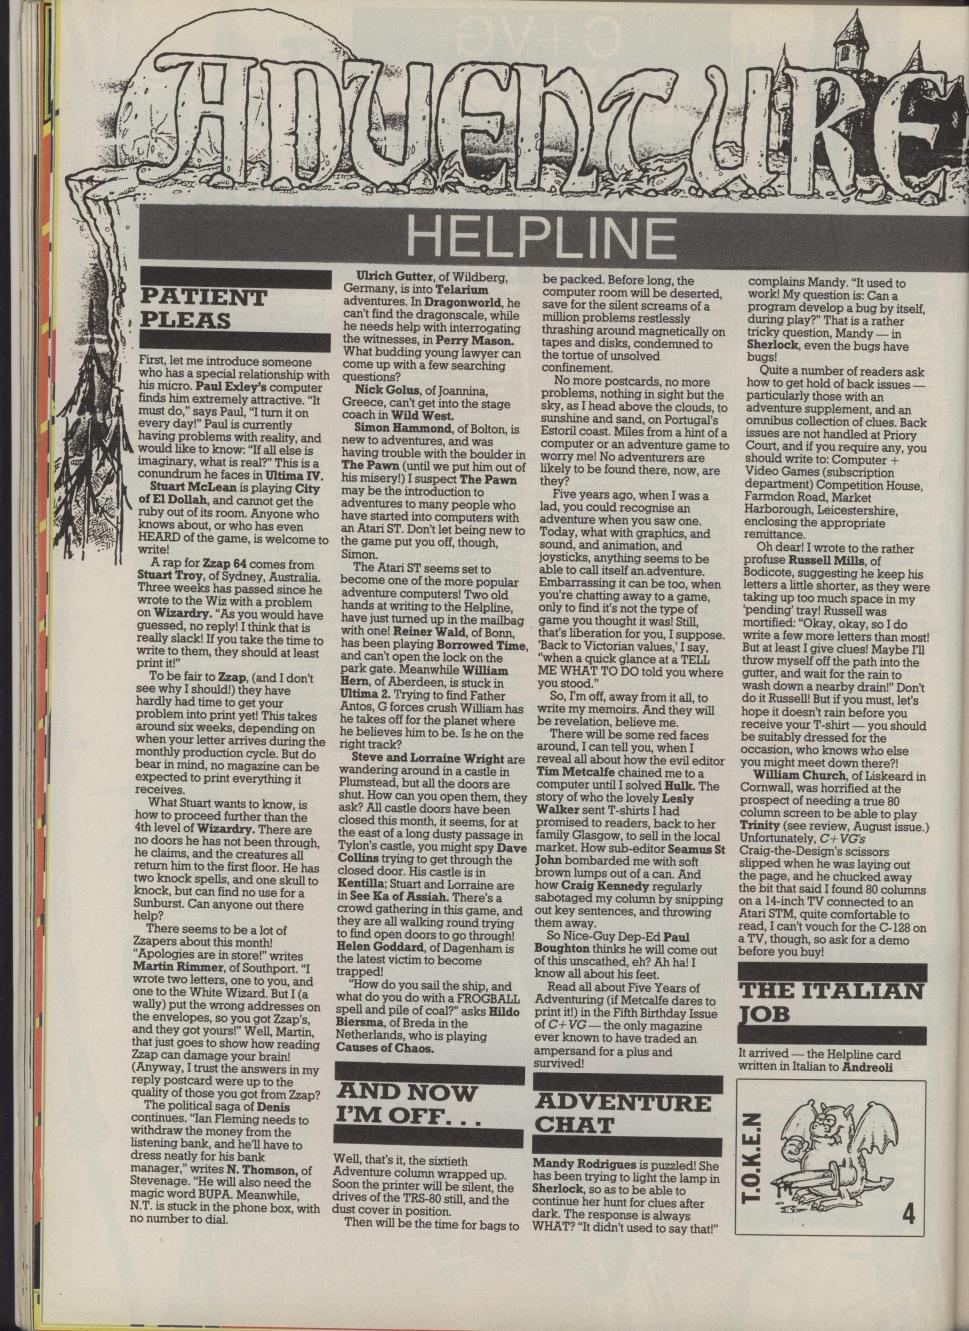 ADVENTURE
HELPLINE
PATIENT
PLEAS
First, let me introduce someone
who has a special relationship with
his micro. Paul Exley's computer
finds him extremely attractive. "It
must do," says Paul, "I turn it on
every day!" Paul is currently
having problems with reality, and
would like to know: "If all else is
imaginary, what is real?" This is a
conundrum he faces in Ultima IV.
Stuart McLean is playing City
of El Dollah, and cannot get the
ruby out of its room. Anyone who
knows about, or who has even
HEARD of the game, is welcome to
write!
A rap for Zzap 64 comes from
Stuart Troy, of Sydney, Australia.
Three weeks has passed since he
wrote to the Wiz with a problem
on Wizardry. "As you would have
guessed, no reply! I think that is
really slack! If you take the time to
write to them, they should at least
print it!"
To be fair to Zzap, (and I don't
see why I should!) they have
hardly had time to get your
problem into print yet! This takes
around six weeks, depending on
when your letter arrives during the
monthly production cycle. But do
bear in mind, no magazine can be
expected to print everything it
receives.
What Stuart wants to know, is
how to proceed further than the
4th level of Wizardry. There are
no doors he has not been through,
he claims, and the creatures all
return him to the first floor. He has
two knock spells, and one skull to
knock, but can find no use for a
Sunburst. Can anyone out there
help?
There seems to be a lot of
Zzapers about this month!
"Apologies are in store!" writes
Martin Rimmer, of Southport. "I
wrote two letters, one to you, and
one to the White Wizard. But I (a
wally) put the wrong addresses on
the envelopes, so you got Zzap's,
and they got yours!" Well, Martin,
that just goes to show how reading
Zzap can damage your brain!
(Anyway, I trust the answers in my
reply postcard were up to the
quality of those you got from Zzap?
The political saga of Denis
continues. "Ian Fleming needs to
withdraw the money from the
listening bank, and he'll have to
dress neatly for his bank
manager," writes N. Thomson, of
Stevenage. "He will also need the
magic word BUPA. Meanwhile,
N.T. is stuck in the phone box, with
no number to dial.
Ulrich Gutter, of Wildberg,
Germany, is into Telarium
adventures. In Dragonworld, he
can't find the dragonscale, while
he needs help with interrogating
the witnesses, in Perry Mason.
What budding young lawyer can
come up with a few searching
questions?
Nick Golus, of Joannina,
Greece, can't get into the stage
coach in Wild West.
Simon Hammond, of Bolton, is
new to adventures, and was
having trouble with the boulder in
The Pawn (until we put him out of
his misery!) I suspect The Pawn
may be the introduction to
adventures to many people who
have started into computers with
an Atari ST. Don't let being new to
the game put you off, though,
Simon.
The Atari ST seems set to
become one of the more popular
adventure computers! Two old
hands at writing to the Helpline,
have just turned up in the mailbag
with one! Reiner Wald, of Bonn,
has been playing Borrowed Time,
and can't open the lock on the
park gate. Meanwhile William
Hern, of Aberdeen, is stuck in
Ultima 2. Trying to find Father
Antos, G forces crush William has
he takes off for the planet where
he believes him to be. Is he on the
right track?
Steve and Lorraine Wright are
wandering around in a castle in
Plumstead, but all the doors are
shut. How can you open them, they
ask? All castle doors have been
closed this month, it seems, for at
the east of a long dusty passage in
Tylon's castle, you might spy Dave
Collins trying to get through the
closed door. His castle is in
Kentilla; Stuart and Lorraine are
in See Ka of Assiah. There's a
crowd gathering in this game, and
they are all walking round trying
to find open doors to go through!
Helen Goddard, of Dagenham is
the latest victim to become
trapped!
"How do you sail the ship, and
what do you do with a FROGBALL
spell and pile of coal?" asks Hildo
Biersma, of Breda in the
Netherlands, who is playing
Causes of Chaos.
AND NOW
I'M OFF...
Well, that's it, the sixtieth
Adventure column wrapped up.
Soon the printer will be silent, the
drives of the TRS-80 still, and the
dust cover in position.
Then will be the time for bags to
be packed. Before long, the
computer room will be deserted,
save for the silent screams of a
million problems restlessly
thrashing around magnetically on
tapes and disks, condemned to
the tortue of unsolved
confinement.
No more postcards, no more
problems, nothing in sight but the
sky, as I head above the clouds, to
sunshine and sand, on Portugal's
Estoril coast. Miles from a hint of a
computer or an adventure game to
worry me! No adventurers are
likely to be found there, now, are
they?
Five years ago, when I was a
lad, you could recognise an
adventure when you saw one.
Today, what with graphics, and
sound, and animation, and
joysticks, anything seems to be
able to call itself an adventure.
Embarrassing it can be too, when
you're chatting away to a game,
only to find it's not the type of
game you thought it was! Still,
that's liberation for you, I suppose.
'Back to Victorian values,' I say,
"when a quick glance at a TELL
ME WHAT TO DO told you where
you stood."
So, I'm off, away from it all, to
write my memoirs. And they will
be revelation, believe me.
There will be some red faces
around, I can tell you, when I
reveal all about how the evil editor
Tim Metcalfe chained me to a
computer until I solved Hulk. The
story of who the lovely Lesly
Walker sent T-shirts I had
promised to readers, back to her
family Glasgow, to sell in the local
market. How sub-editor Seamus St
John bombarded me with soft
brown lumps out of a can. And
how Craig Kennedy regularly
sabotaged my column by snipping
out key sentences, and throwing
them away.
So Nice-Guy Dep-Ed Paul
Boughton thinks he will come out
of this unscathed, eh? Ah ha! I
know all about his feet.
Read all about Five Years of
Adventuring (if Metcalfe dares to
print it!) in the Fifth Birthday Issue
of C+VG — the only magazine
ever known to have traded an
ampersand for a plus and
survived!
ADVENTURE
CHAT
Mandy Rodrigues is puzzled! She
has been trying to light the lamp in
Sherlock, so as to be able to
continue her hunt for clues after
dark. The response is always
WHAT? "It didn't used to say that!"
complains Mandy. "It used to
work! My question is: Can a
program develop a bug by itself,
during play?" That is a rather
tricky question, Mandy — in
Sherlock, even the bugs have
bugs!
Quite a number of readers ask
how to get hold of back issues —
particularly those with an
adventure supplement, and an
omnibus collection of clues. Back
issues are not handled at Priory
Court, and if you require any, you
should write to: Computer +
Video Games (subscription
department) Competition House,
Farmdon Road, Market
Harborough, Leicestershire,
enclosing the appropriate
remittance.
Oh dear! I wrote to the rather
profuse Russell Mills, of
Bodicote, suggesting he keep his
letters a little shorter, as they were
taking up too much space in my
'pending' tray! Russell was
mortified: "Okay, okay, so I do
write a few more letters than most!
But at least I give clues! Maybe I'll
throw myself off the path into the
gutter, and wait for the rain to
wash down a nearby drain!" Don't
do it Russell! But if you must, let's
hope it doesn't rain before you
receive your T-shirt — you should
be suitably dressed for the
occasion, who knows who else
you might meet down there?!
William Church, of Liskeard in
Cornwall, was horrified at the
prospect of needing a true 80
column screen to be able to play
Trinity (see review, August issue.)
Unfortunately, C+VG's
Craig-the-Design's scissors
slipped when he was laying out
the page, and he chucked away
the bit that said I found 80 columns
on a 14-inch TV connected to an
Atari STM, quite comfortable to
read, I can't vouch for the C-128 on
a TV, though, so ask for a demo
before you buy!
THE ITALIAN
JOB
It arrived — the Helpline card
written in Italian to Andreoli
T.O.K.E.N
4